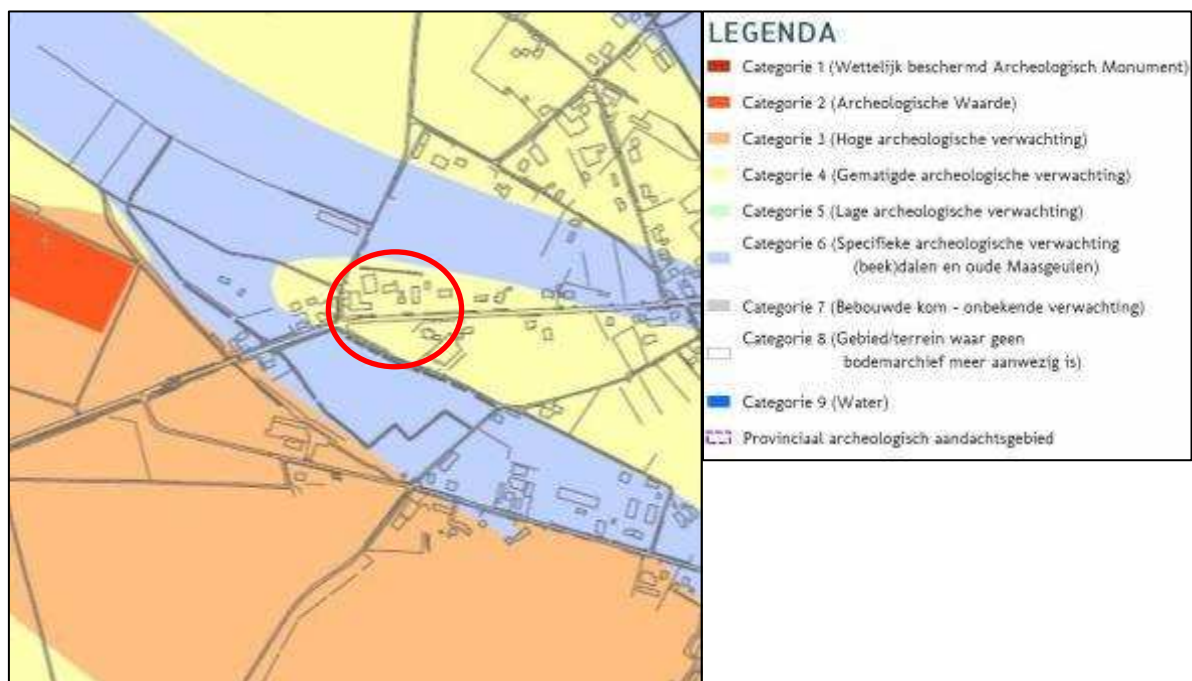 LEGENDA
Categorie 1 (Wettelijk beschermd Archeologisch Monument)
Categorie 2 (Archeologische Waarde)
Categorie 3 (Hoge archeologische verwachting)
Categorie 4 (Gematigde archeologische verwachting)
Categorie 5 (Lage archeologische verwachting)
Categorie 6 (Specifieke archeologische verwachting
(beek)dalen en oude Maasgeulen)
Categorie 7 (Bebouwde kom - onbekende verwachting)
Categorie 8 (Gebied/terrein waar geen
bodemarchief meer aanwezig is)
Categorie 9 (Water)
Provinciaal archeologisch aandachtsgebied